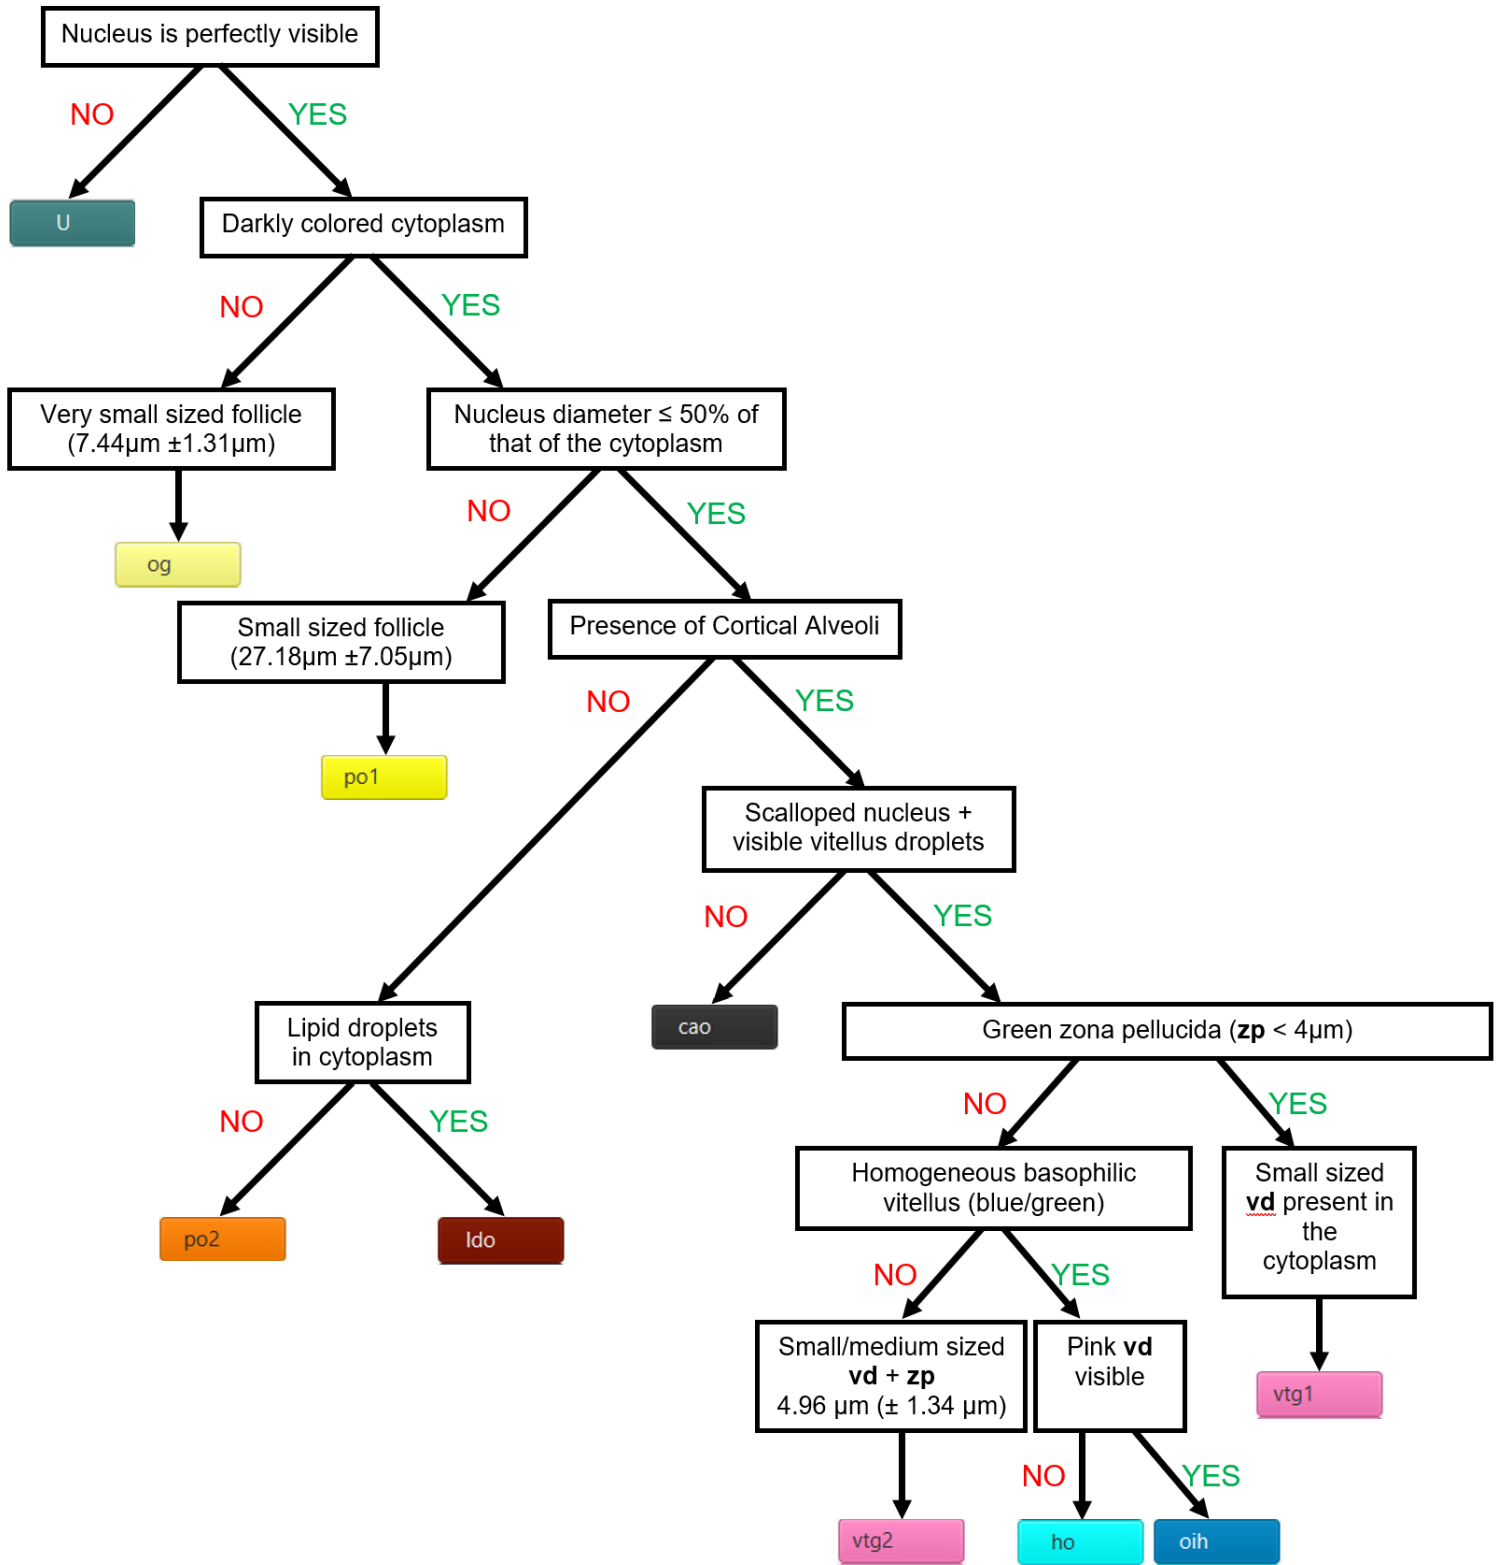 Nucleus is perfectly visible
NO
YES
U
Darkly colored cytoplasm
NO
YES
Very small sized follicle
(7.44µm ±1.31µm)
Nucleus diameter ≤ 50% of
that of the cytoplasm
NO
YES
og
Small sized follicle
(27.18µm ±7.05µm)
Presence of Cortical Alveoli
NO
YES
po1
Scalloped nucleus +
visible vitellus droplets
NO
YES
Lipid droplets
in cytoplasm
cao
Green zona pellucida (zp < 4µm)
NO
YES
NO
YES
po2
ldo
Homogeneous basophilic
vitellus (blue/green)
Small sized
vd present in
the
cytoplasm
NO
YES
Small/medium sized
vd + zp
4.96 µm (± 1.34 µm)
Pink vd
visible
vtg1
NO
YES
vtg2
ho
oih